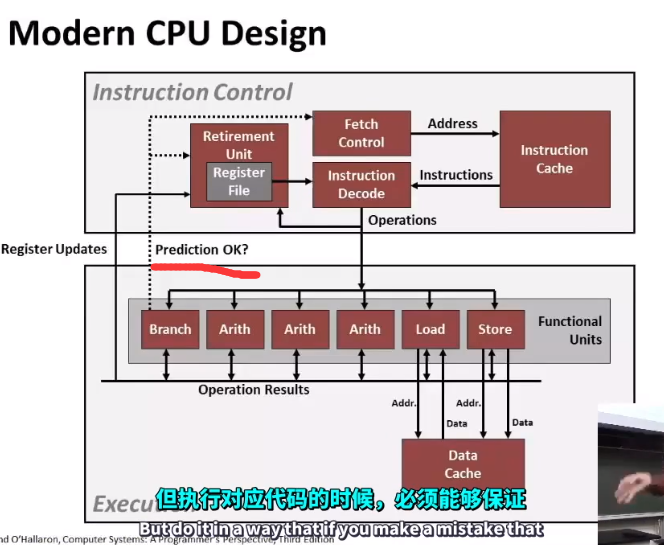 Modern CPU Design
Instruction Control
Retirement
Unit
Register
File
Fetch
Control
Address
Instruction
Cache
Instruction
Decode
Instructions
Operations
Register Updates
Prediction OK?
Branch
Arith
Arith
Arith
Load
Store
Functional
Units
Operation Results
Addr.
Addr.
Data
Data
Data
Cache
但执行对应代码的时候，必须能够保证
But do it in a way that if you make a mistake that
nd O'Hallaron, Computer Systems: A Programmer's Perspective, Third Edition